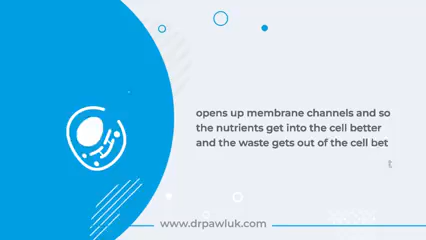 opens up membrane channels and so
the nutrients get into the cell better
and the waste gets out of the cell bet
t
www.drpawluk.com